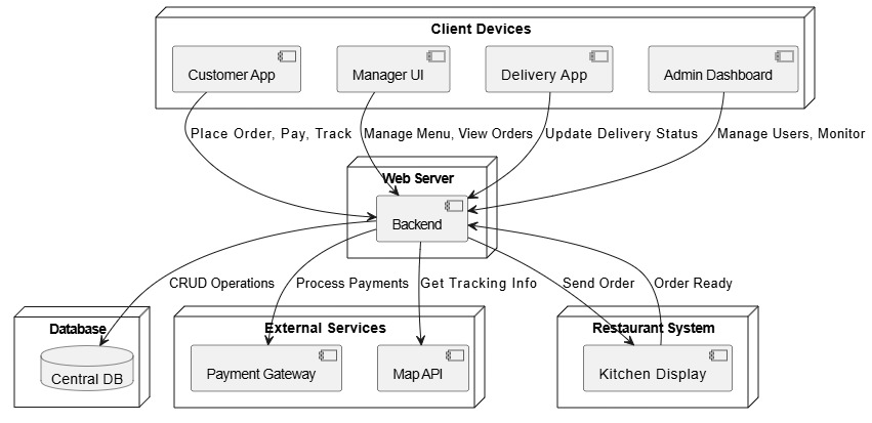 Client Devices
Customer App
Manager UI
Delivery App
Admin Dashboard
Place Order, Pay, Track
Manage Menu, View Orders
Update Delivery Status
Manage Users, Monitor
Web Server
Backend
CRUD Operations
Process Payments
Get Tracking Info
Send Order
Order Ready
Database
External Services
Restaurant System
Central DB
Payment Gateway
Map API
Kitchen Display